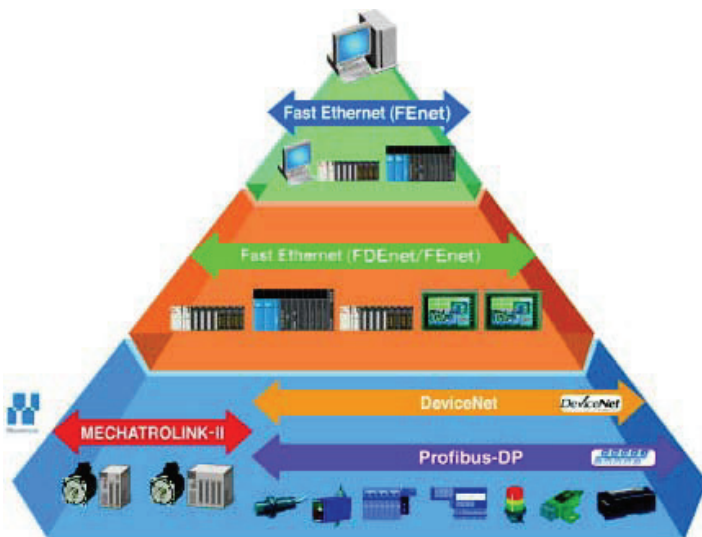 Fast Ethernet (FEnet)
Fast Ethernet (FDEnet/FEnet)
DeviceNet
DeviceNet
MECHATROLINK-II
Profibus-DP